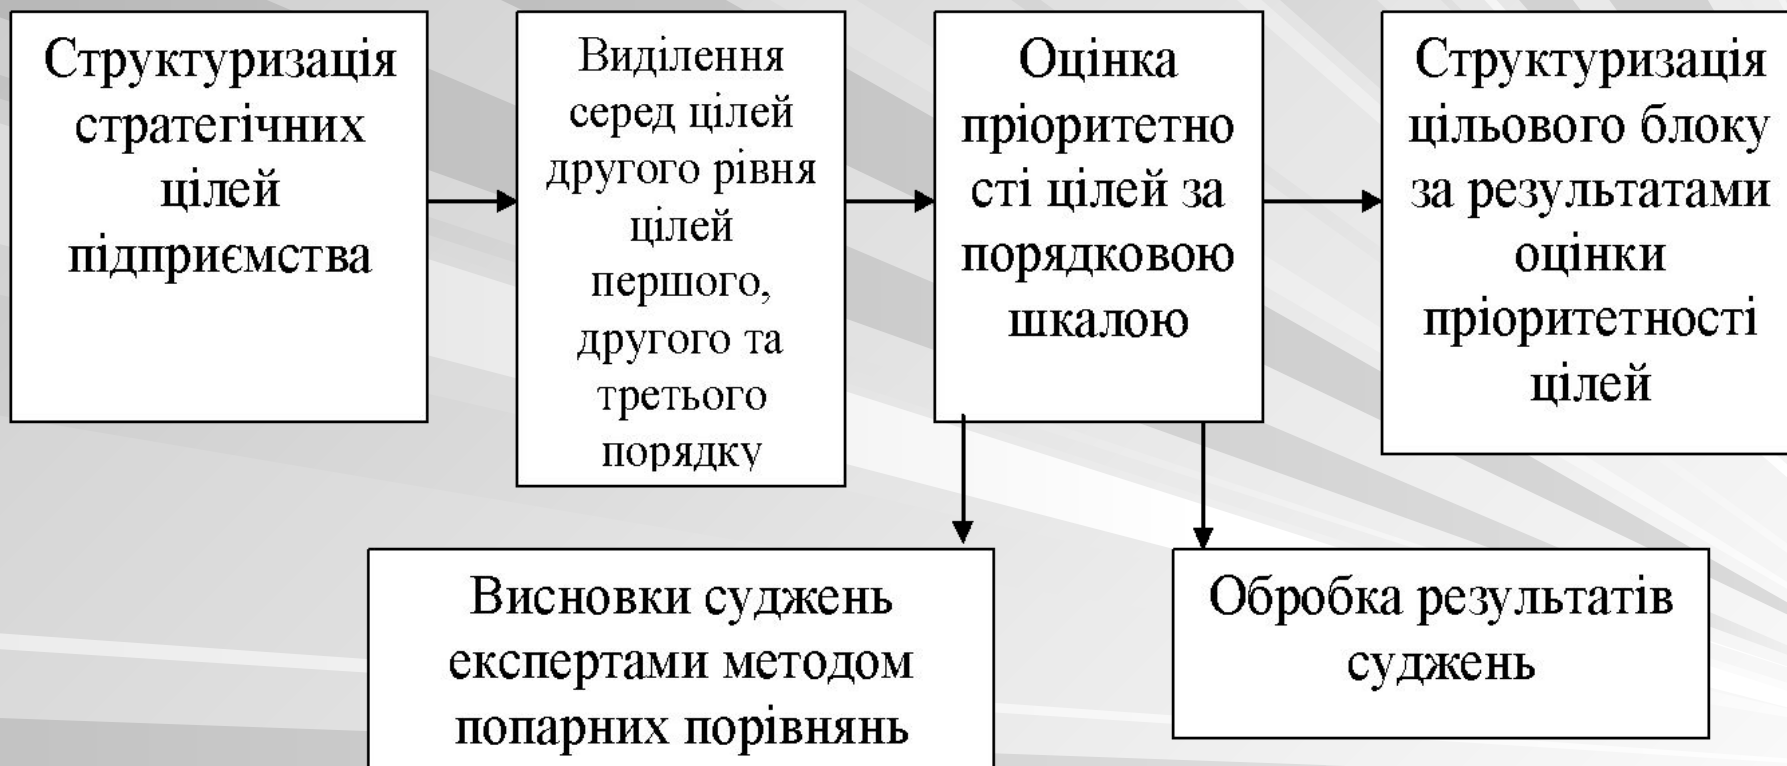 Структуризація
стратегічних
цілей
підприємства
Виділення
серед цілей
другого рівня
цілей
першого,
другого та
третього
порядку
Оцінка
пріоритетно
сті цілей за
порядковою
шкалою
Структуризація
цільового блоку
за результатами
оцінки
пріоритетності
цілей
Висновки суджень
експертами методом
попарних порівнянь
Обробка результатів
суджень